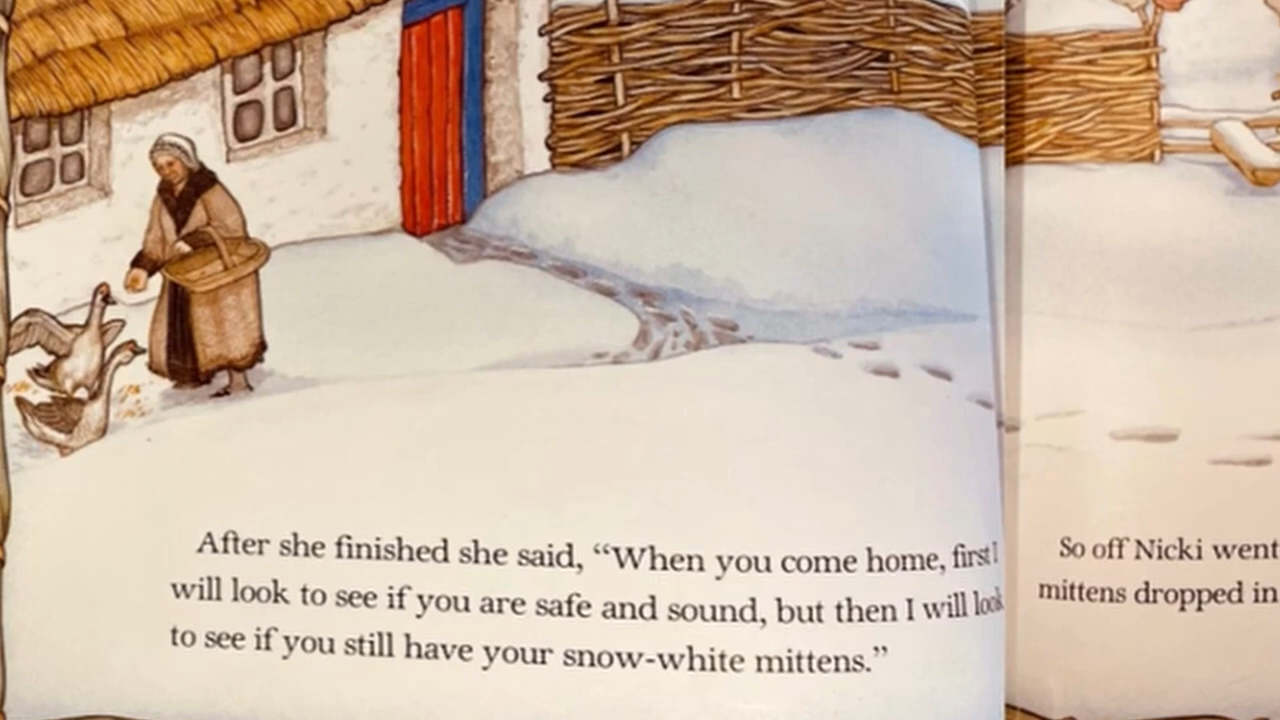 After she finished she said, “When you come home, first I
will look to see if you are safe and sound, but then I will look
to see if you still have your snow-white mittens.”
So off Nicki went
mittens dropped in